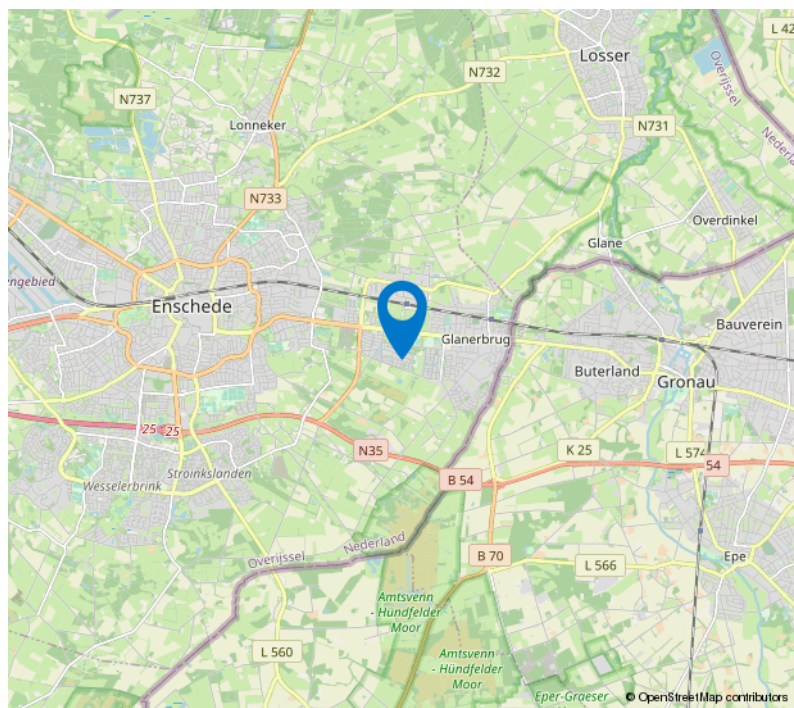 L 42
Losser
Overijssel
Nederla
N732
N737
Lonneker
N731
N733
Overdinkel
Glane
engebied
Enschede
Bauverein
Glanerbrug
Buterland
Gronau
25
25
N35
K 25
L 574
54
B 54
Stroinkslanden
Wesselerbrink
Nederland
Overijssel
B 70
L 566
Epe
Amtsvenn
- Hündfelder
Moor
L 560
Amtsvenn
- Hündfelder
Moor
Eper-Graeser
© OpenStreetMap contributors